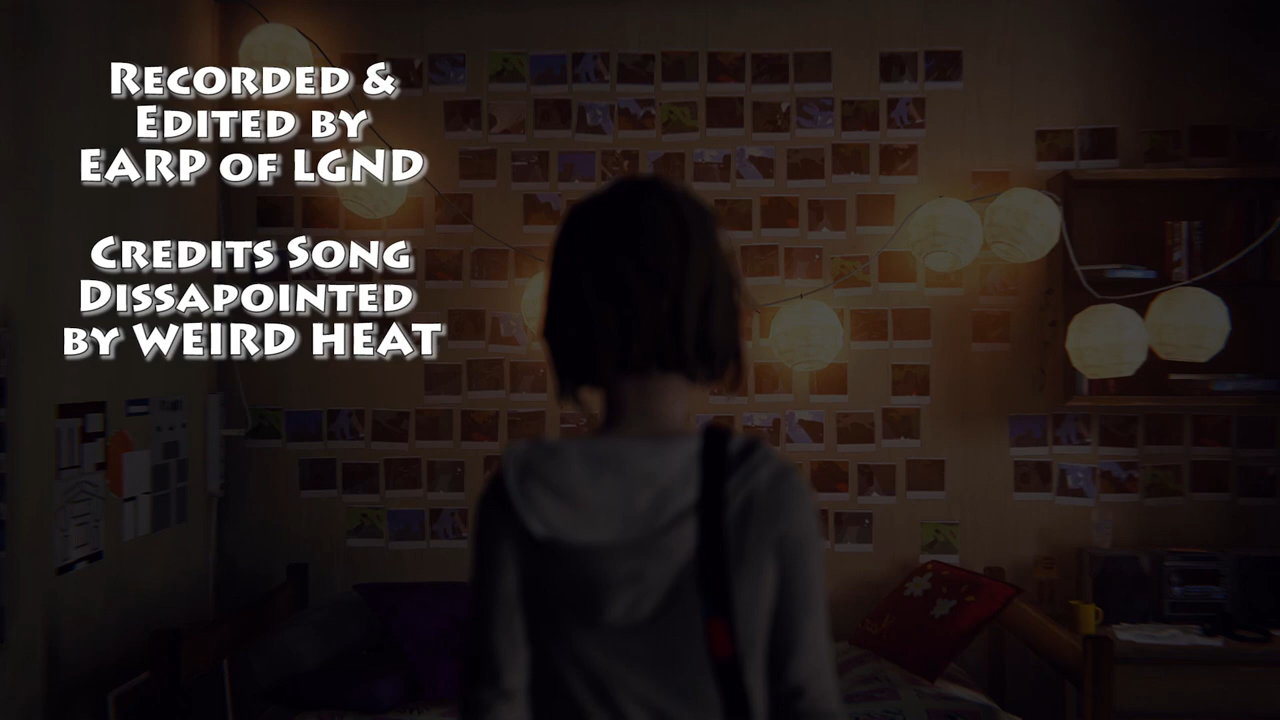 Recorded &
Edited by
EARP of LGND
Credits Song
Dissapointed
by WEIRD HEAT